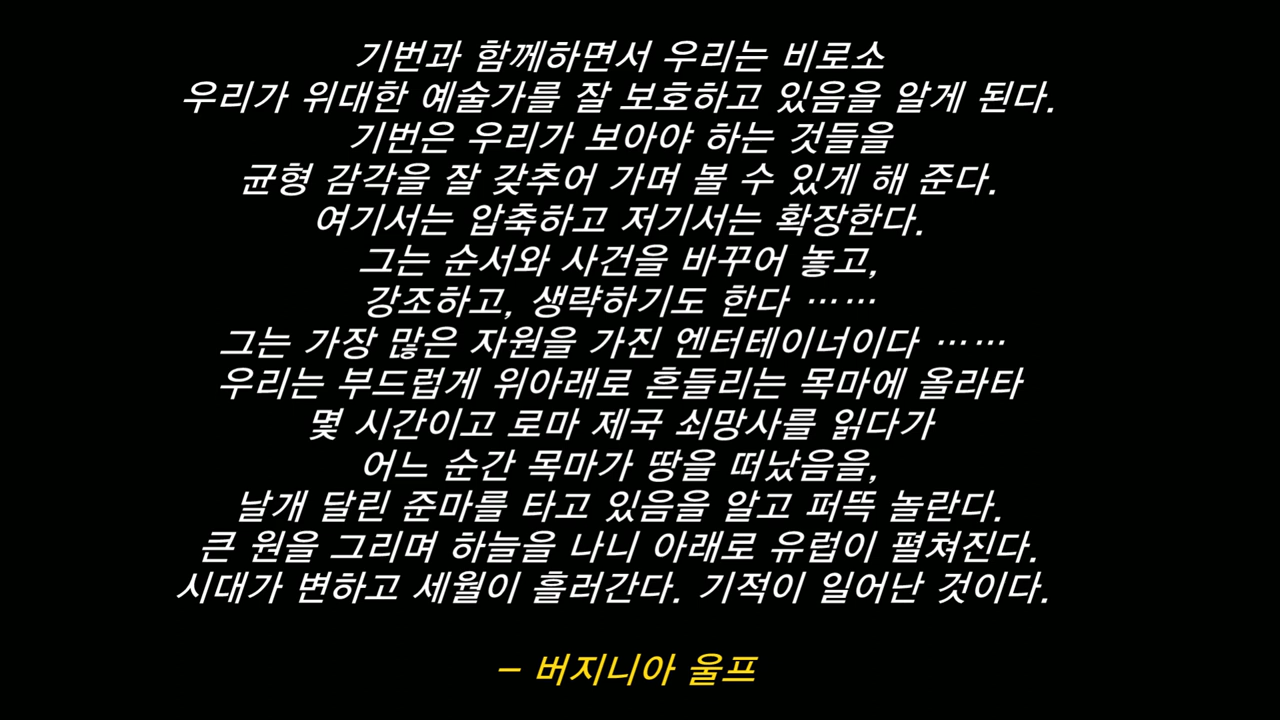 기번과 함께하면서 우리는 비로소
우리가 위대한 예술가를 잘 보호하고 있음을 알게 된다.
기번은 우리가 보아야 하는 것들을
균형 감각을 잘 갖추어 가며 볼 수 있게 해 준다.
여기서는 압축하고 저기서는 확장한다.
그는 순서와 사건을 바꾸어 놓고,
강조하고, 생략하기도 한다 ……
그는 가장 많은 자원을 가진 엔터테이너이다 ……
우리는 부드럽게 위아래로 흔들리는 목마에 올라타
몇 시간이고 로마 제국 쇠망사를 읽다가
어느 순간 목마가 땅을 떠났음을,
날개 달린 준마를 타고 있음을 알고 퍼뜩 놀란다.
큰 원을 그리며 하늘을 나니 아래로 유럽이 펼쳐진다.
시대가 변하고 세월이 흘러간다. 기적이 일어난 것이다.
– 버지니아 울프